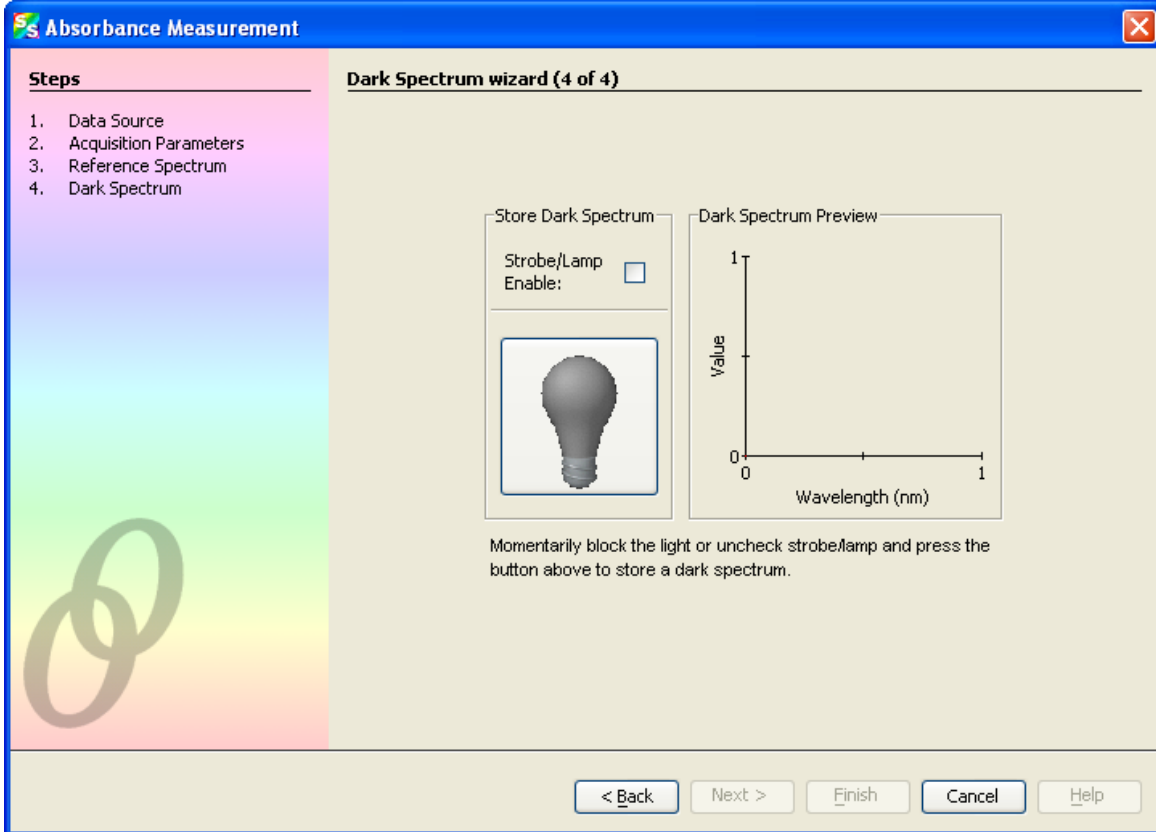 Absorbance Measurement
Steps
1. Data Source
2. Acquisition Parameters
3. Reference Spectrum
4. Dark Spectrum
Dark Spectrum wizard (4 of 4)
Store Dark Spectrum
Strobe/Lamp
Enable:
Dark Spectrum Preview
1
Value
0
0
1
Wavelength (nm)
Momentarily block the light or uncheck strobe/lamp and press the
button above to store a dark spectrum.
< Back
Next >
Finish
Cancel
Help